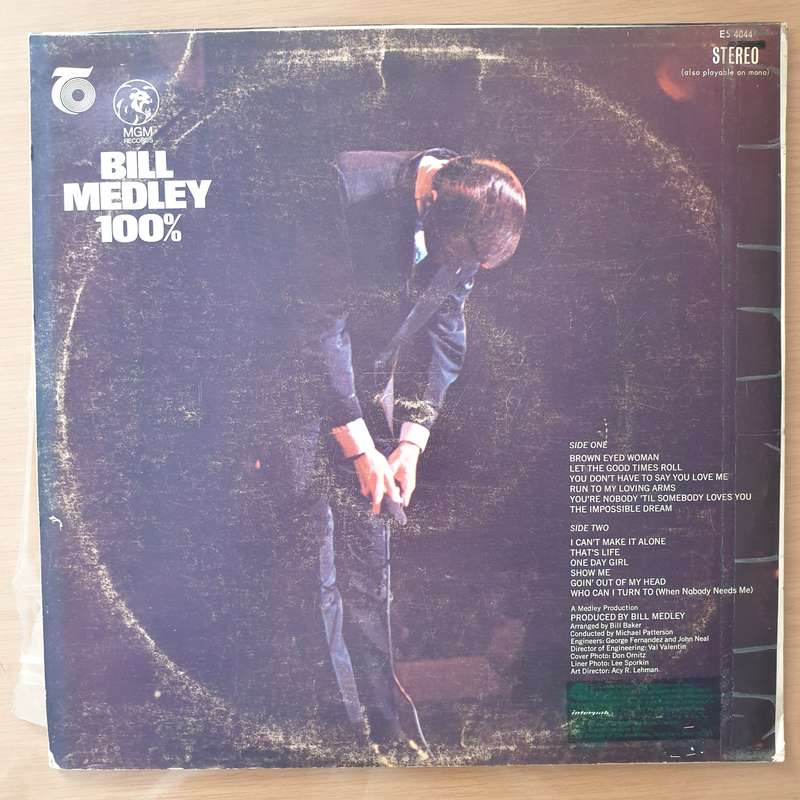 ES 4044
STEREO
(also playable on mono)
MGM
RECORDS
BILL
MEDLEY
100%
SIDE ONE
BROWN EYED WOMAN
LET THE GOOD TIMES ROLL
YOU DON'T HAVE TO SAY YOU LOVE ME
RUN TO MY LOVING ARMS
YOU'RE NOBODY 'TIL SOMEBODY LOVES YOU
THE IMPOSSIBLE DREAM
SIDE TWO
I CAN'T MAKE IT ALONE
THAT'S LIFE
ONE DAY GIRL
SHOW ME
GOIN' OUT OF MY HEAD
WHO CAN I TURN TO (When Nobody Needs Me)
A Medley Production
PRODUCED BY BILL MEDLEY
Arranged by Bill Baker
Conducted by Michael Patterson
Engineers: George Fernandez and John Neal
Director of Engineering: Val Valentin
Cover Photo: Don Ornitz
Liner Photo: Lee Sporkin
Art Director: Acy R. Lehman
interpak